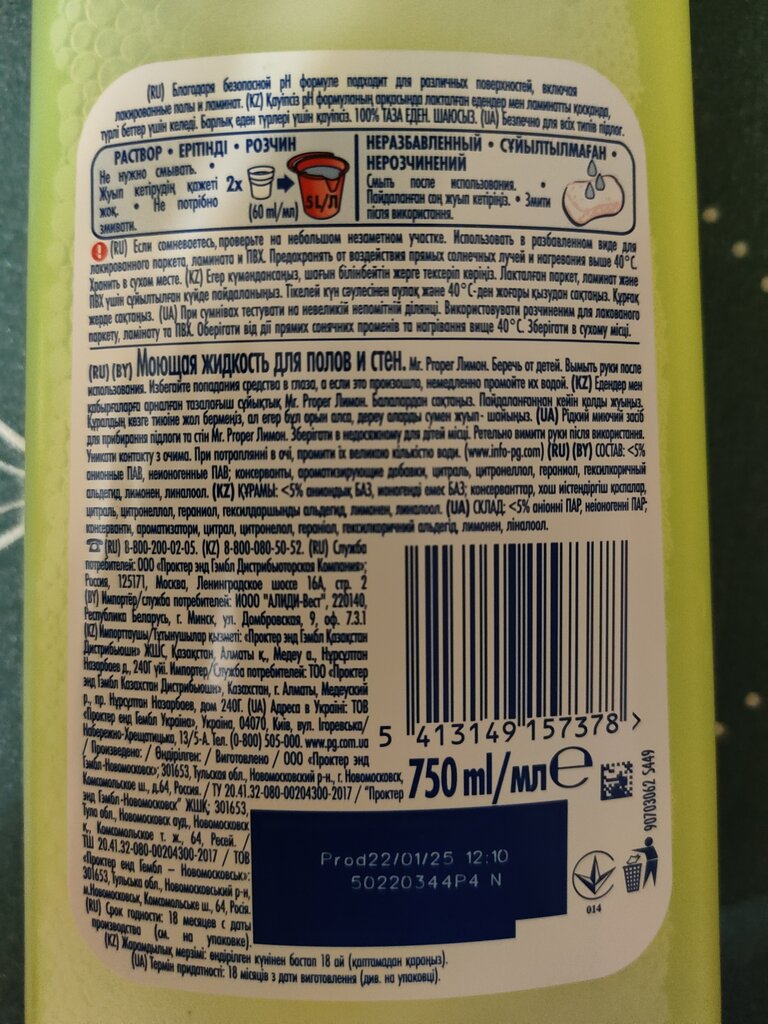 (RU) Благодаря безопасной pH формуле подходит для различных поверхностей, включая
лакированные полы и ламинат. (KZ) Қауіпсіз pH формуланың арқасында лакталған едендер мен ламинатты қосқанда,
түрлі беттер үшін келеді. Барлық еден түрлері үшін қауіпсіз. 100% ТАЗА ЕДЕН. ШАЮСЫЗ. (UA) Безпечно для всіх типів підлог.
РАСТВОР • ЕРІТІНДІ • РОЗЧИН
Не нужно смывать. •
Жуып кетірудің қажеті
жоқ. • Не потрібно
змивати.
2x
(60 ml/мл)
5L/Л
НЕРАЗБАВЛЕННЫЙ • СҰЙЫЛТЫЛМАҒАН •
НЕРОЗЧИНЕНИЙ
Смыть после использования. •
Пайдаланған соң жуып кетіріңіз. • Змити
після використання.
(RU) Если сомневаетесь, проверьте на небольшом незаметном участке. Использовать в разбавленном виде для
лакированного паркета, ламината и ПВХ. Предохранять от воздействия прямых солнечных лучей и нагревания выше 40°С.
Хранить в сухом месте. (KZ) Егер күмәндансаңыз, шағын білінбейтін жерге тексеріп көріңіз. Лакталған паркет, ламинат және
ПВХ үшін сұйылтылған күйде пайдаланыңыз. Тікелей күн сәулесінен аулақ және 40°С-ден жоғары қызудан сақтаңыз. Құрғақ
жерде сақтаңыз. (UA) При сумнівах тестувати на невеликій непомітній ділянці. Використовувати розчиненим для лакованого
паркету, ламінату та ПВХ. Оберігати від дії прямих сонячних променів та нагрівання вище 40°С. Зберігати в сухому місці.
(RU) (BY) Моющая жидкость для полов и стен. Mr. Proper Лимон. Беречь от детей. Вымыть руки после
использования. Избегайте попадания средства в глаза, а если это произошло, немедленно промойте их водой. (KZ) Едендер мен
қабырғаларға арналған тазалағыш сұйықтық Mr. Proper Лимон. Балалардан сақтаңыз. Пайдаланғаннан кейін қолды жуыңыз.
Құралдың көзге тиюіне жол бермеңіз, ал егер бұл орын алса, дереу оларды сумен жуып - шайыңыз. (UA) Рідкий миючий засіб
для прибирання підлоги та стін Mr. Proper Лимон. Зберігати в недосяжному для дітей місці. Ретельно вимити руки після використання.
Уникати контакту з очима. При потраплянні в очі, промити їх великою кількістю води. (www.info-pg.com) (RU) (BY) СОСТАВ: <5%
анионные ПАВ, неионогенные ПАВ; консерванты, ароматизирующие добавки, цитраль, цитронеллол, гераниол, гексилкоричный
альдегид, лимонен, линалоол. (KZ) ҚҰРАМЫ: <5% аниондық БАЗ, ионогенді емес БАЗ; консерванттар, хош иістендіргіш қоспалар,
цитраль, цитронеллол, гераниол, гексилдаршынды альдегид, лимонен, линалоол. (UA) СКЛАД: <5% аніонні ПАР, неіоногенні ПАР;
консерванти, ароматизатори, цитрал, цитронелол, гераніол, гексилкоричний альдегід, лимонен, ліналоол.
(RU) 8-800-200-02-05. (KZ) 8-800-080-50-52. (RU) Служба
потребителей: ООО «Проктер энд Гэмбл Дистрибьюторская Компания»;
Россия, 125171, Москва, Ленинградское шоссе 16А, стр. 2
(BY) Импортёр/служба потребителей: ИООО "АЛИДИ-Вест", 220140,
Республика Беларусь, г. Минск, ул. Домбровская, 9, оф. 7.3.1
(KZ) Импорттаушы/Тұтынушылар қызметі: «Проктер энд Гэмбл Қазақстан
Дистрибьюшн» ЖШС, Қазақстан, Алматы қ., Медеу а., Нұрсұлтан
Назарбаев д., 240Г үйі. Импортер/Служба потребителей: ТОО «Проктер
энд Гэмбл Казахстан Дистрибьюшн», Казахстан, г. Алматы, Медеуский
р., пр. Нұрсұлтан Назарбаев, дом 240Г. (UA) Адреса в Україні: ТОВ
«Проктер енд Гембл Україна», Україна, 04070, Київ, вул. Ігоревська/
Набережно-Хрещатицька, 13/5-А. Тел. (0-800) 505-000. www.pg.com.ua
/ Произведено: / Өндірілген: / Виготовлено / ООО «Проктер энд
Гэмбл-Новомосковск»; 301653, Тульская обл., Новомосковский р-н., г. Новомосковск,
Комсомольское ш., д.64, Россия. / ТУ 20.41.32-080-00204300-2017 / "Проктер
энд Гэмбл-Новомосковск" ЖШҚ; 301653,
Тула обл., Новомосковск ауд., Новомосковск
қ., Комсомольское т. ж., 64, Ресей. /
ТШ 20.41.32-080-00204300-2017 / ТОВ
«Проктер енд Гембл – Новомосковськ»:
301653, Тульська обл., Новомосковський р-н,
м.Новомосковськ, Комсомольське ш., 64, Росія.
(RU) Срок годности: 18 месяцев с даты
производства (см. на упаковке).
(KZ) Жарамдылық мерзімі: өндірілген күнінен бастап 18 ай (қаптамадан қараңыз).
(UA) Термін придатності: 18 місяців з дати виготовлення (див. на упаковці).
5 413149 157378 >
750 ml/мл e
90703062 SA49
Prod22/01/25 12:10
50220344P4 N
014